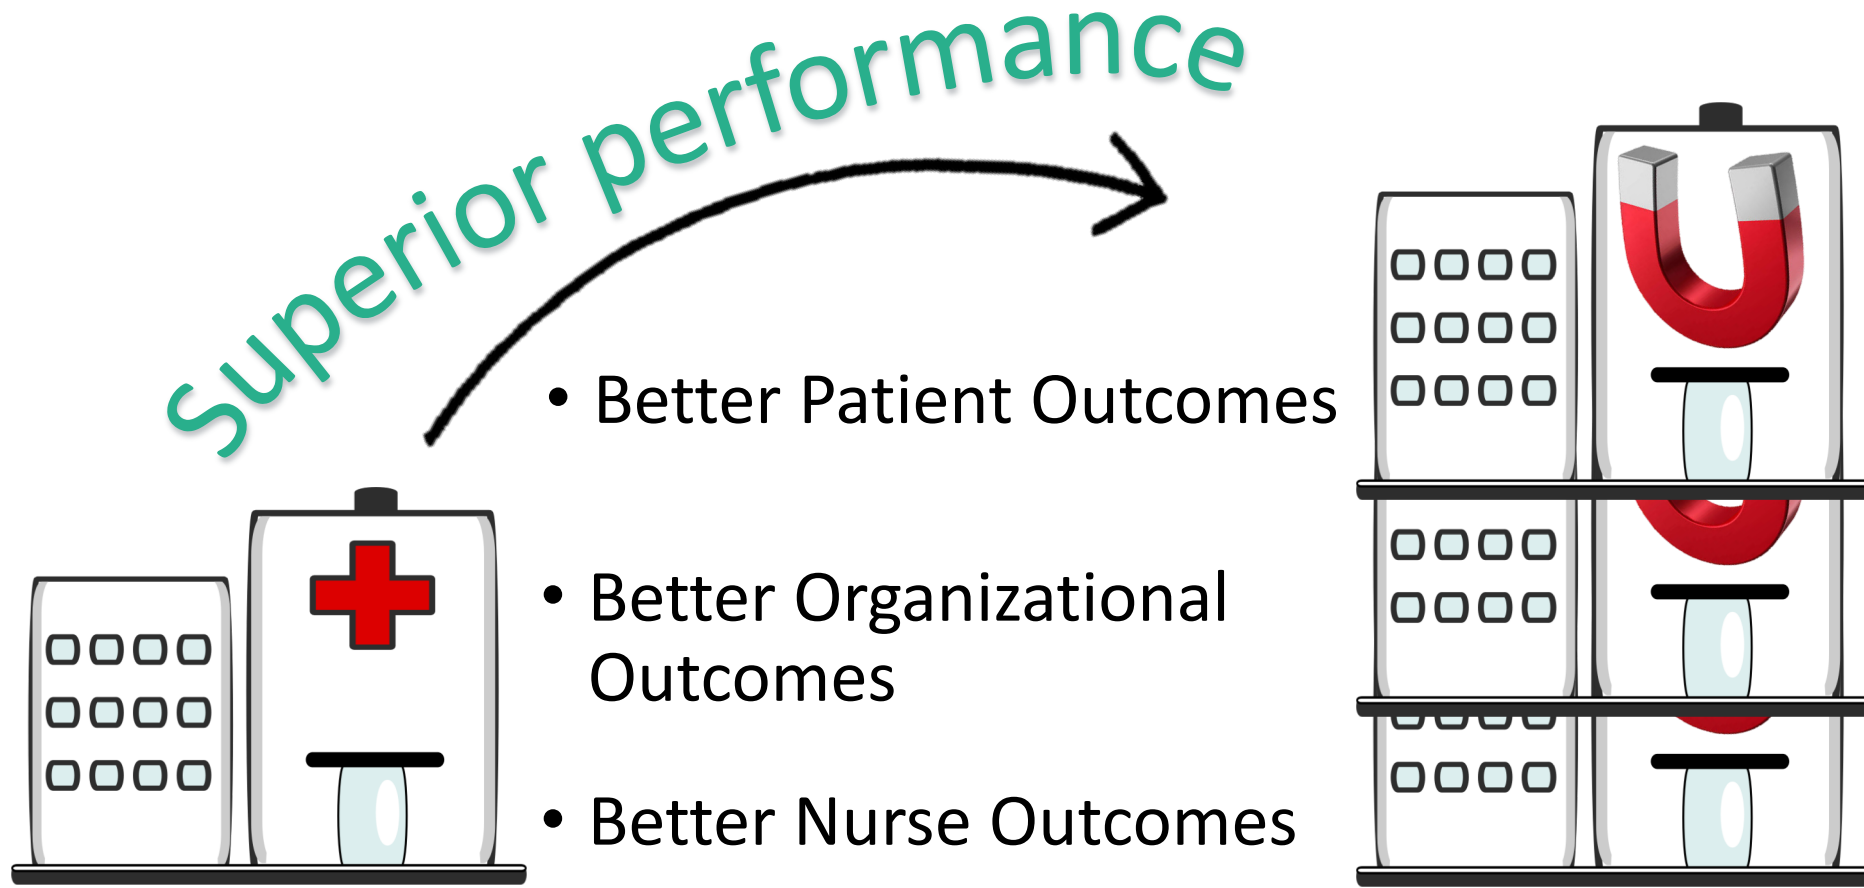 Superior performance
• Better Patient Outcomes
• Better Organizational
Outcomes
• Better Nurse Outcomes